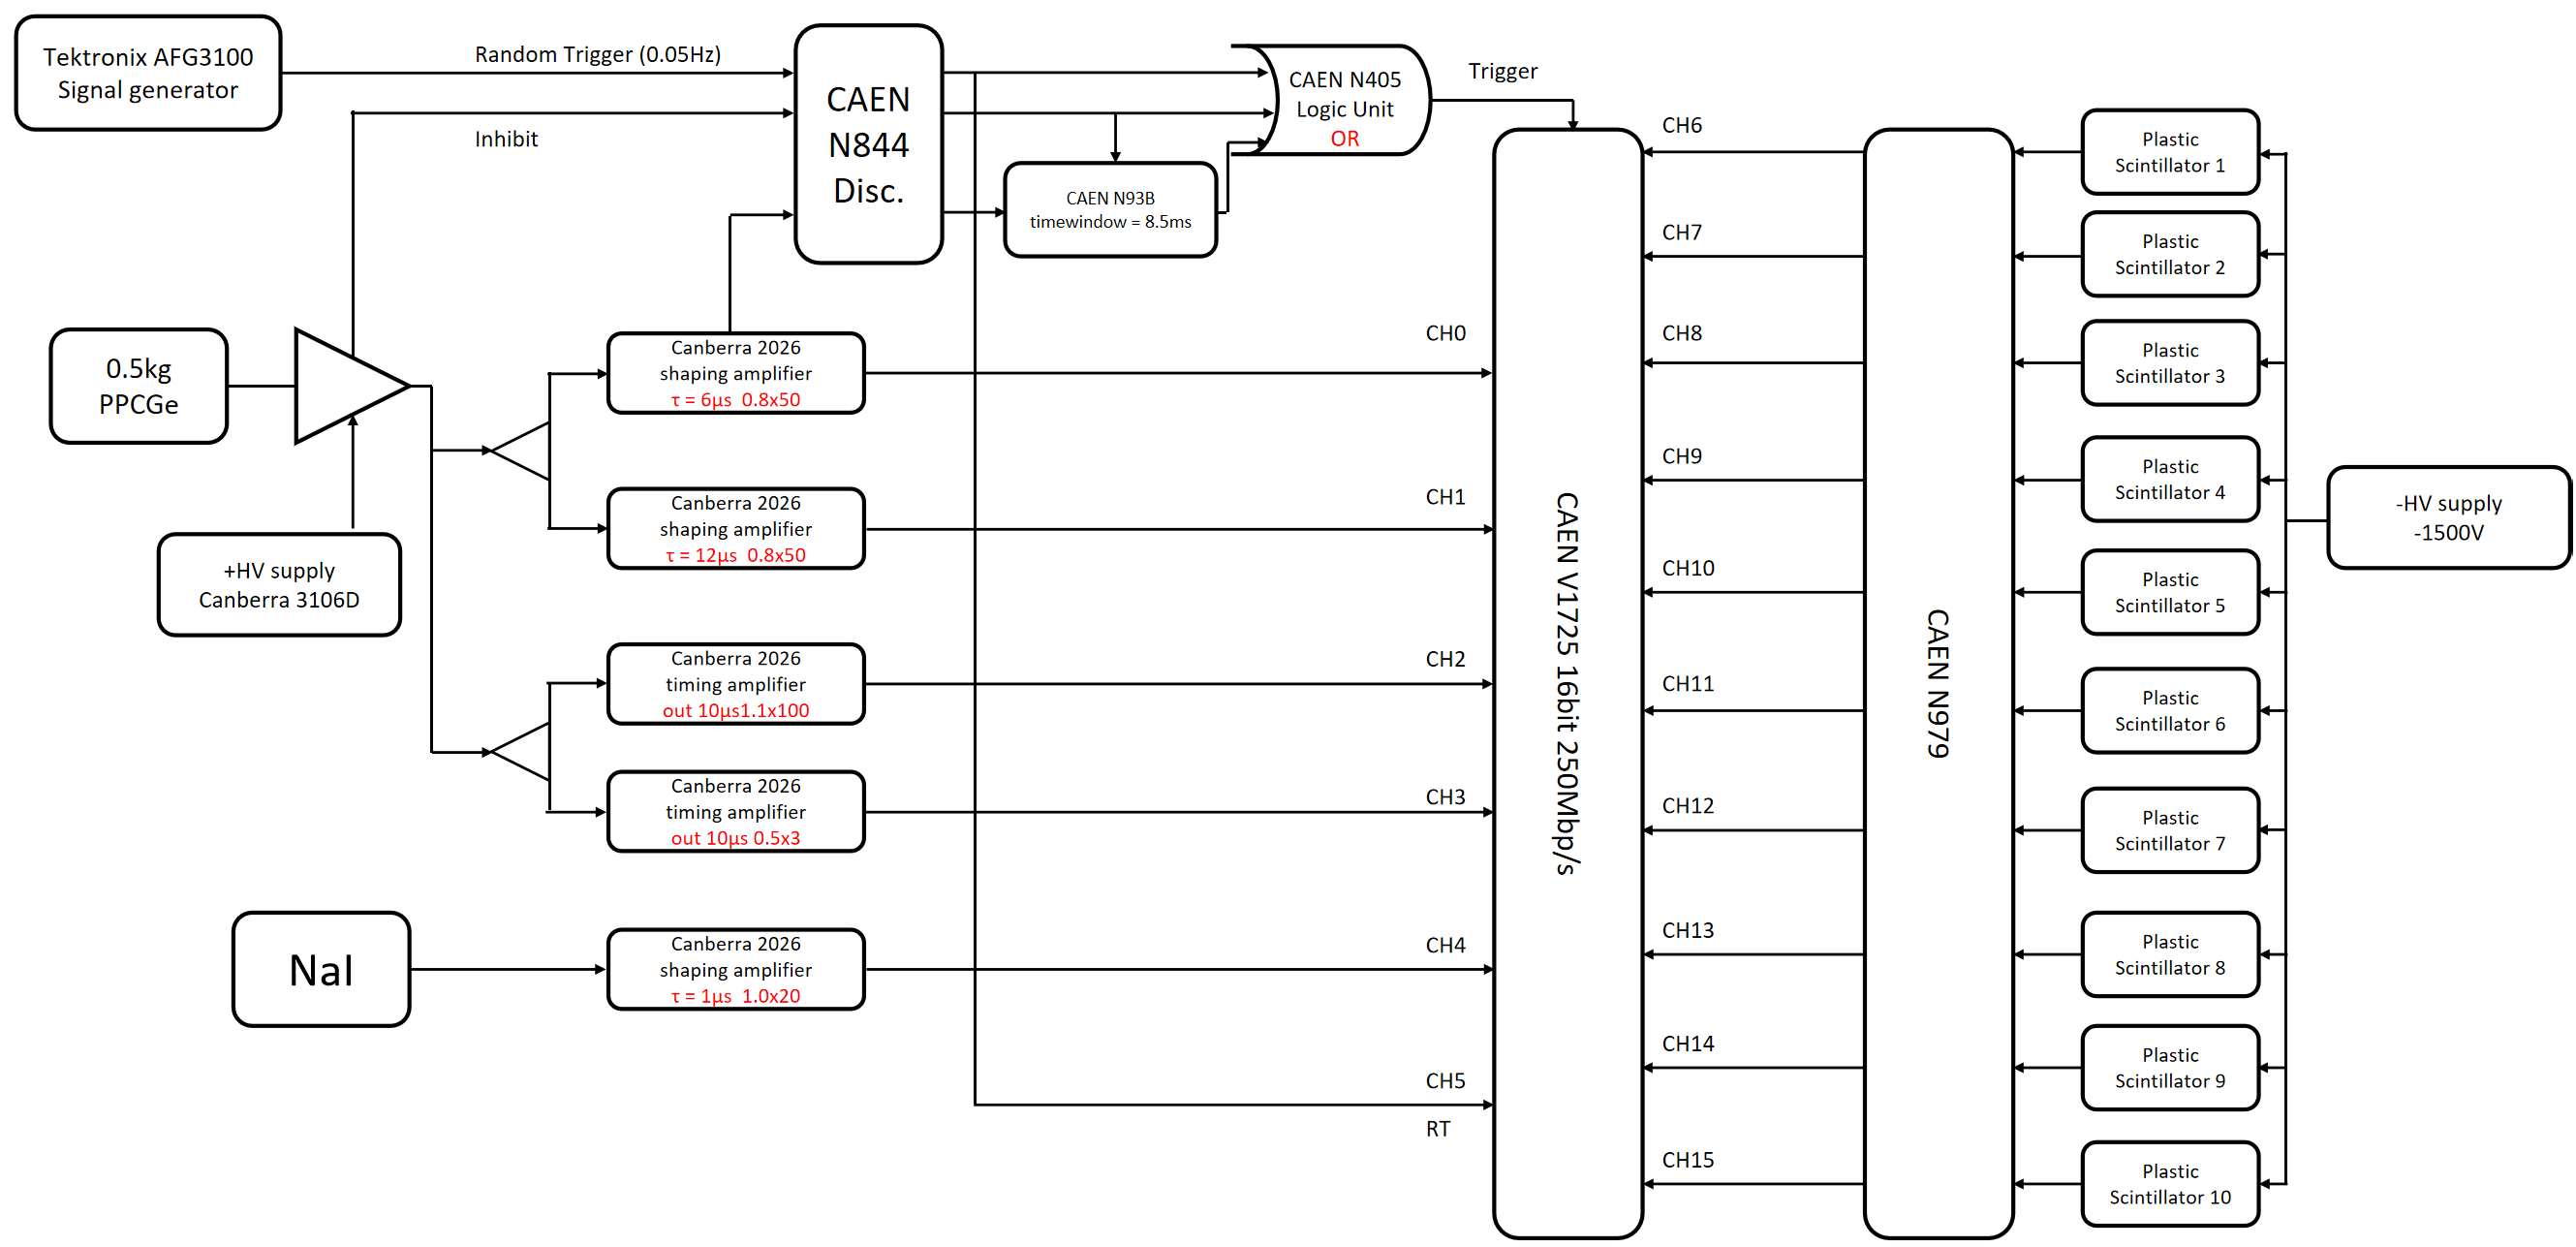 Tektronix AFG3100
Signal generator
Random Trigger (0.05Hz)
Inhibit
CAEN
N844
Disc.
CAEN N405
Logic Unit
OR
Trigger
CAEN N93B
timewindow = 8.5ms
0.5kg
PPCGe
+HV supply
Canberra 3106D
Canberra 2026
shaping amplifier
τ = 6μs 0.8x50
Canberra 2026
shaping amplifier
τ = 12μs 0.8x50
Canberra 2026
timing amplifier
out 10μs1.1x100
Canberra 2026
timing amplifier
out 10μs 0.5x3
NaI
Canberra 2026
shaping amplifier
τ = 1μs 1.0x20
CH0
CH1
CH2
CH3
CH4
CH5
RT
CAEN V1725 16bit 250Mbp/s
CH6
CH7
CH8
CH9
CH10
CH11
CH12
CH13
CH14
CH15
CAEN N979
Plastic
Scintillator 1
Plastic
Scintillator 2
Plastic
Scintillator 3
Plastic
Scintillator 4
Plastic
Scintillator 5
Plastic
Scintillator 6
Plastic
Scintillator 7
Plastic
Scintillator 8
Plastic
Scintillator 9
Plastic
Scintillator 10
-HV supply
-1500V